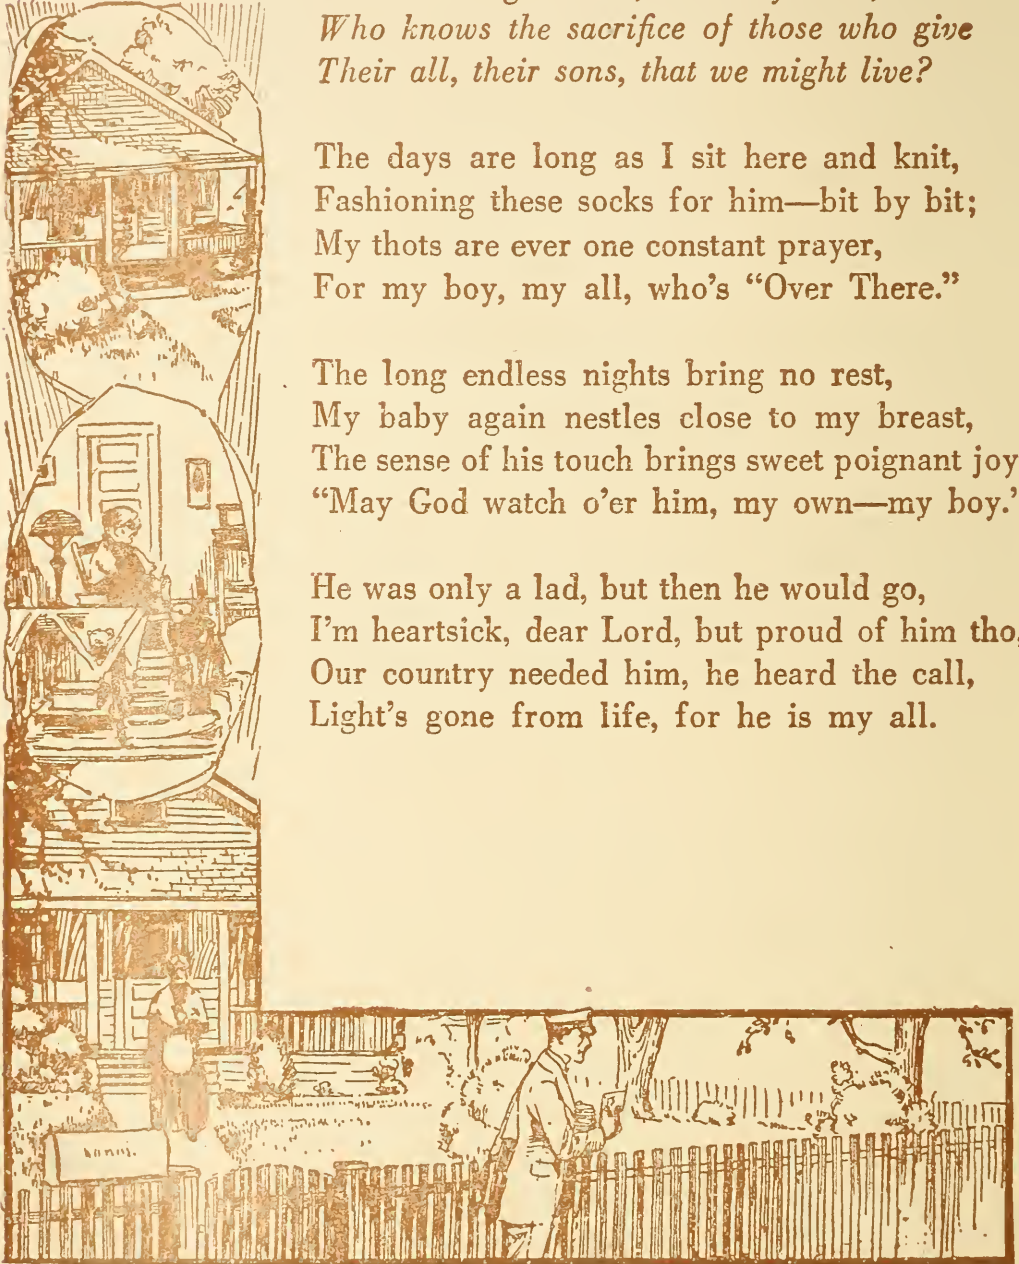 Who knows the sacrifice of those who give
Their all, their sons, that we might live?
The days are long as I sit here and knit,
Fashioning these socks for him—bit by bit;
My thots are ever one constant prayer,
For my boy, my all, who's “Over There.”
The long endless nights bring no rest,
My baby again nestles close to my breast,
The sense of his touch brings sweet poignant joy
“May God watch o'er him, my own—my boy.”
He was only a lad, but then he would go,
I'm heartsick, dear Lord, but proud of him tho,
Our country needed him, he heard the call,
Light's gone from life, for he is my all.